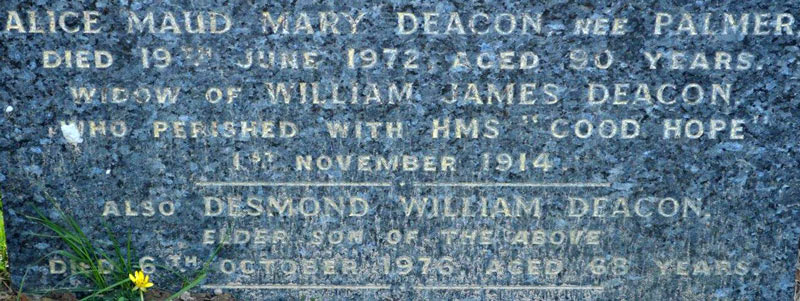 ALICE MAUD MARY DEACON, NEE PALMER
DIED 19TH JUNE 1972, AGED 90 YEARS.
WIDOW OF WILLIAM JAMES DEACON.
WHO PERISHED WITH HMS "GOOD HOPE"
1ST NOVEMBER 1914
ALSO DESMOND WILLIAM DEACON,
ELDER SON OF THE ABOVE
DIED 6TH OCTOBER 1976, AGED 68 YEARS.